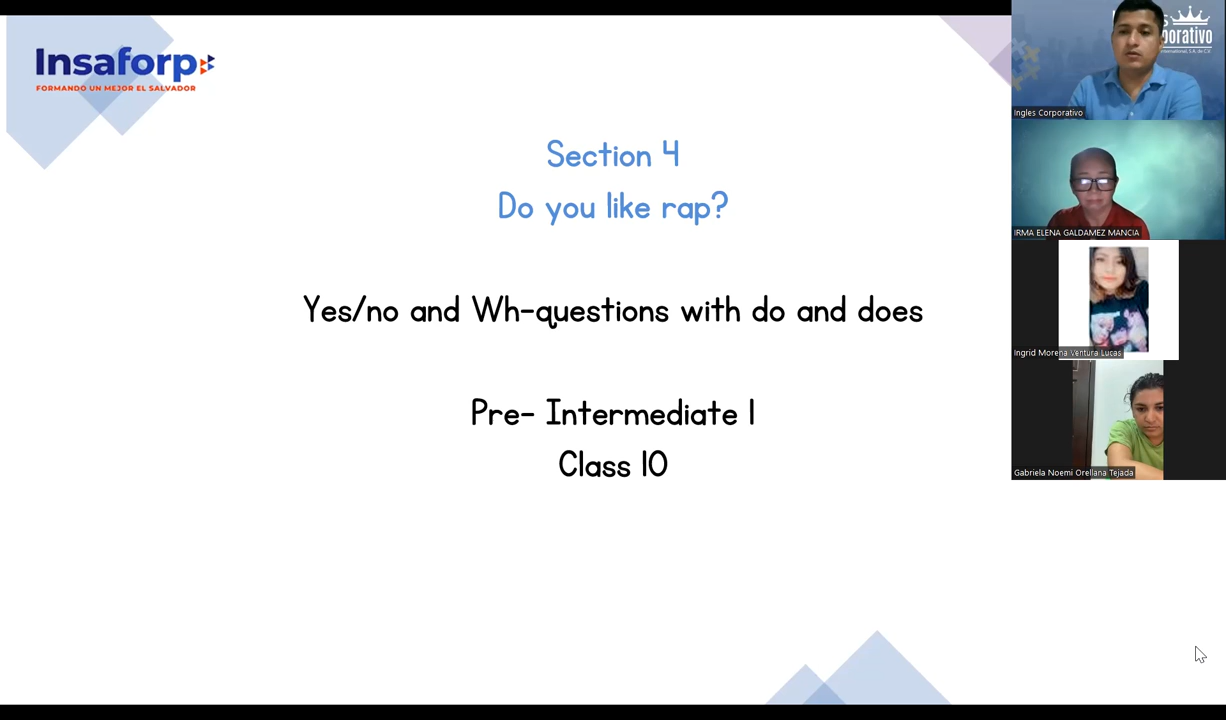 Insaforp
FORMANDO UN MEJOR EL SALVADOR
Section 4
Do you like rap?
Yes/no and Wh-questions with do and does
Pre- Intermediate 1
Class 10
Ingles Corporativo
IRMA ELENA GALDAMEZ MANCIA
Ingrid Morena Ventura Lucas
Gabriela Noemi Orellana Tejada